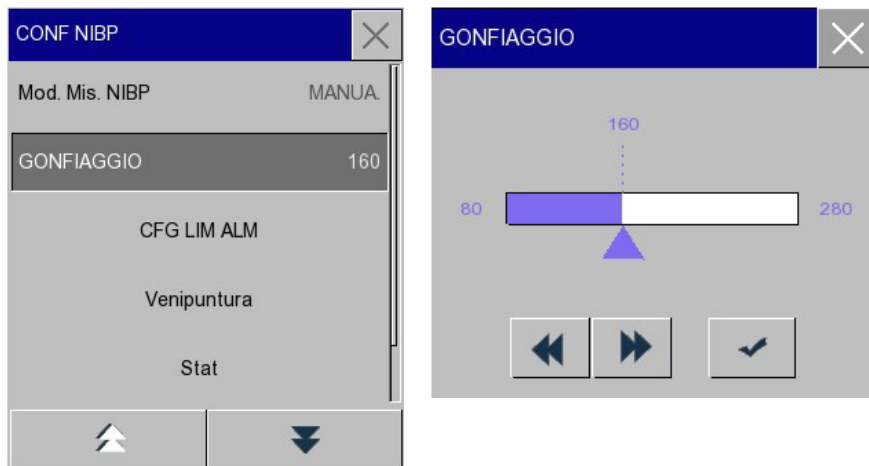 CONF NIBP
Mod. Mis. NIBP MANUA.
GONFIAGGIO 160
CFG LIM ALM
Venipuntura
Stat
GONFIAGGIO
160
80 280